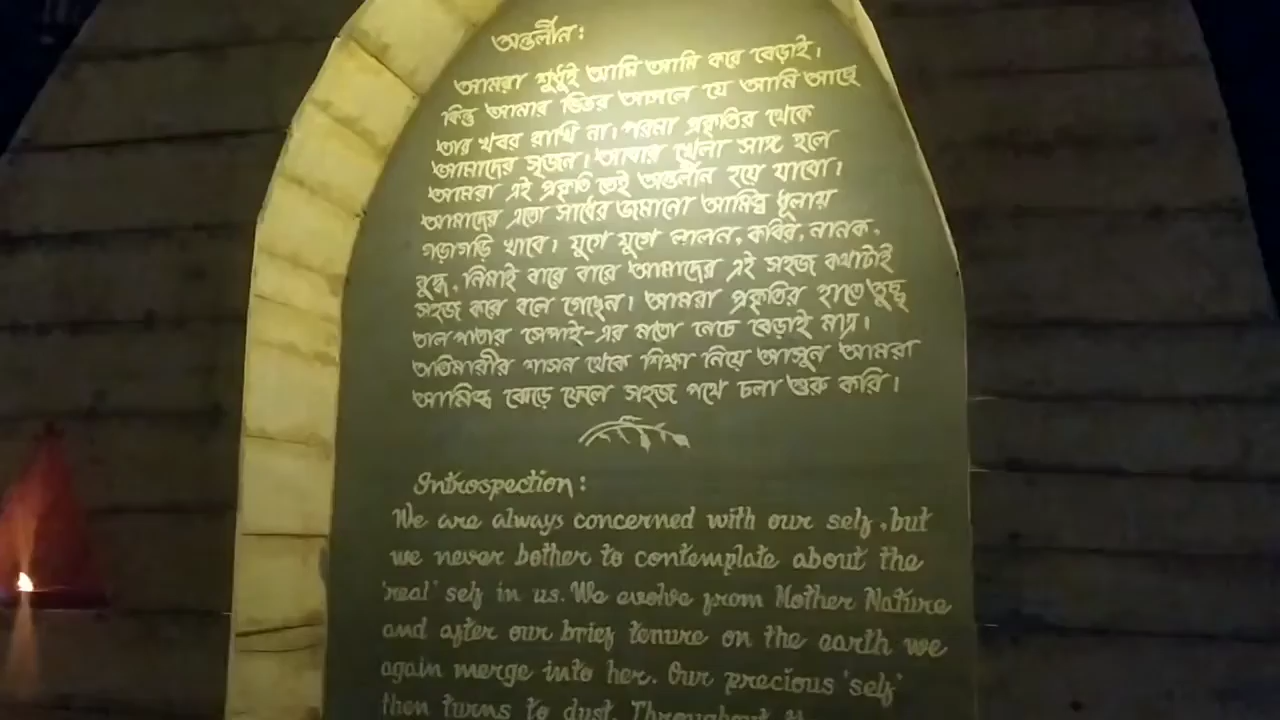 অন্তর্লীন:
আমরা শুধুই আমি আমি করে বেড়াই।
কিন্তু আমার ভিতর আসলে যে আমি আছে
তার খবর রাখি না। পরমা প্রকৃতির থেকে
আমাদের সৃজন। আবার খেলা সাঙ্গ হলে
আমরা এই প্রকৃতি তেই অন্তর্লীন হয়ে যাবো।
আমাদের এতো সাধের জমানো আমিত্ব ধূলায়
গড়াগড়ি খাবে। যুগে যুগে লালন, কবির, নানক,
বুদ্ধ, নিমাই বারে বারে আমাদের এই সহজ কথাটাই
সহজ করে বলে গেছেন। আমরা প্রকৃতির হাতে তুচ্ছ
তালপাতার সেপাই-এর মতো নেচে বেড়াই মাত্র।
অতিমারীর শাসন থেকে শিক্ষা নিয়ে আসুন আমরা
আমিত্ব ঝেড়ে ফেলে সহজ পথে চলা শুরু করি।
Introspection:
We are always concerned with our self, but
we never bother to contemplate about the
'real' self in us. We evolve from Mother Nature
and after our brief tenure on the earth we
again merge into her. Our precious 'self'
then turns to dust. Throughout